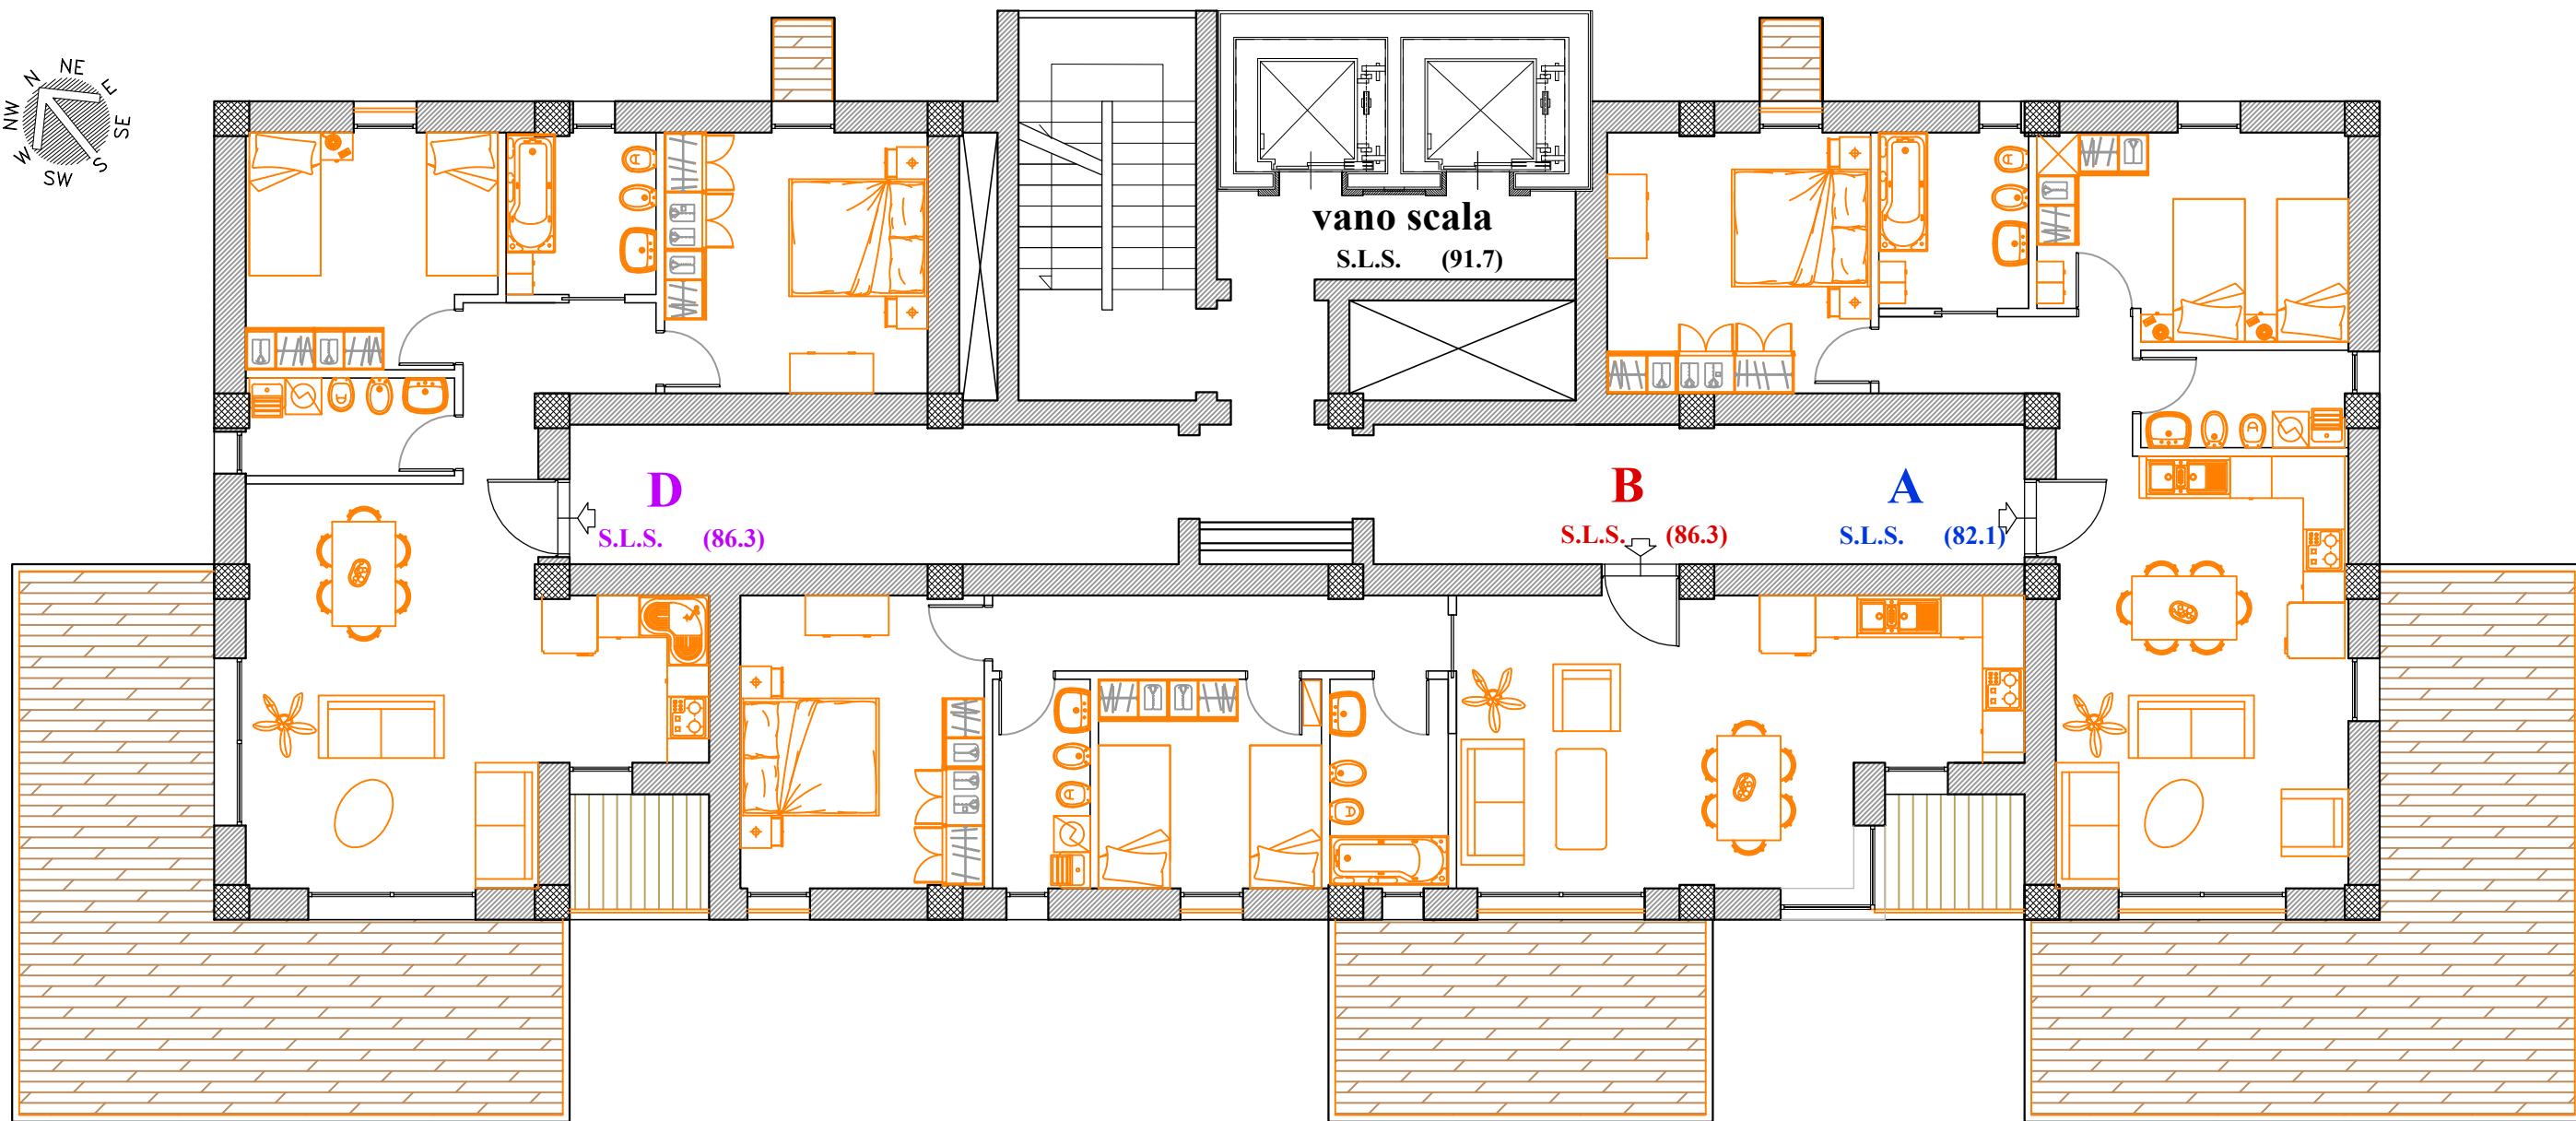 N
NE
E
NW
SE
W
S
SW
vano scala
S.L.S. (91.7)
D
S.L.S. (86.3)
B
S.L.S. (86.3)
A
S.L.S. (82.1)